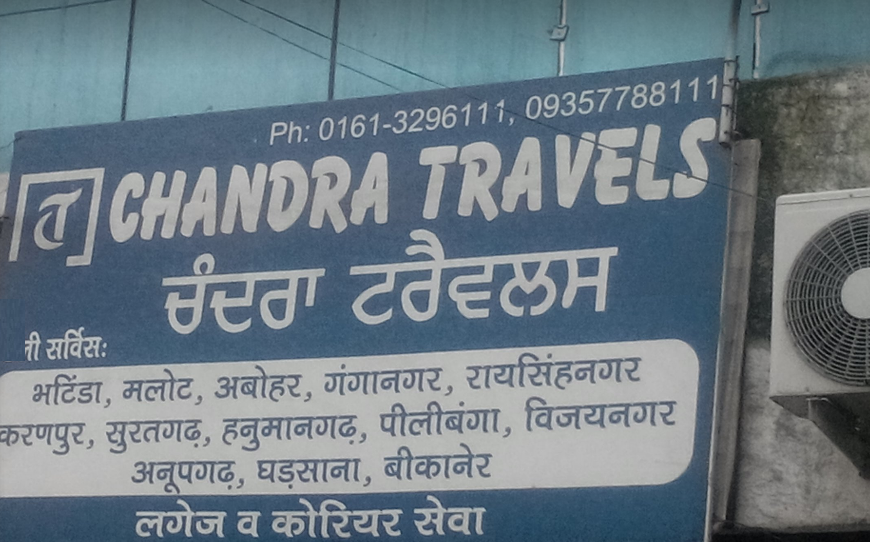 Ph: 0161-3296111, 09357788111
CHANDRA TRAVELS
ਚੰਦਰਾ ਟਰੈਵਲਸ
सर्विस:
भटिंडा, मलोट, अबोहर, गंगानगर, रायसिंहनगर
करणपुर, सुरतगढ़, हनुमानगढ़, पीलीबंगा, विजयनगर
अनूपगढ़, घड़साना, बीकानेर
लगेज व कोरियर सेवा